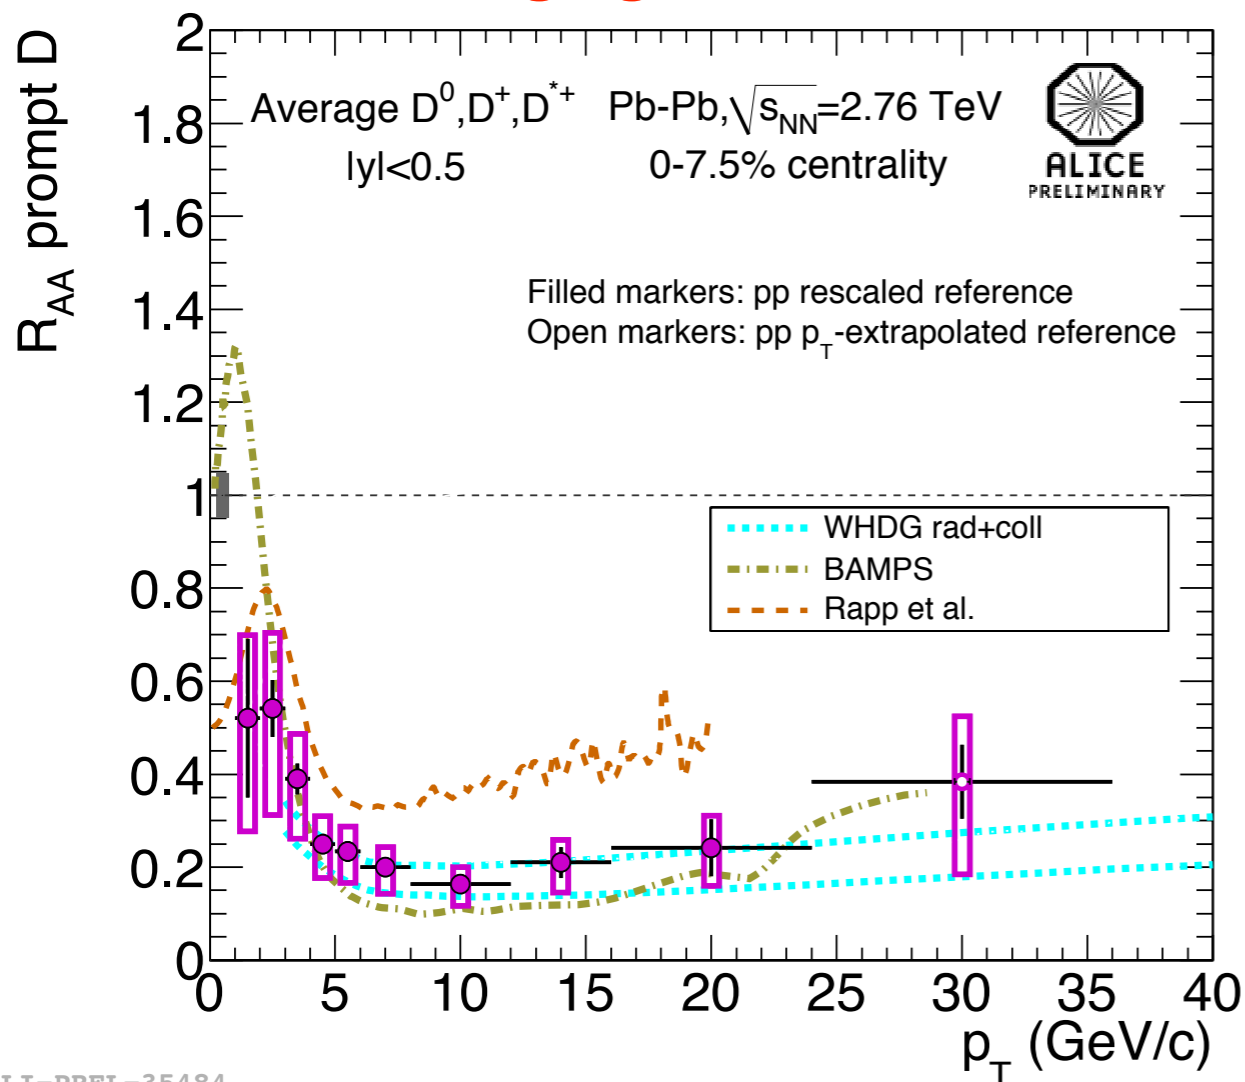 R_AA prompt D
2
1.8
1.6
1.4
1.2
1
0.8
0.6
0.4
0.2
0
Average D^0,D^+,D^*+
|y|<0.5
Pb-Pb,√s_NN=2.76 TeV
0-7.5% centrality
ALICE
PRELIMINARY
Filled markers: pp rescaled reference
Open markers: pp p_T-extrapolated reference
WHDG rad+coll
BAMPS
Rapp et al.
0 5 10 15 20 25 30 35 40
p_T (GeV/c)